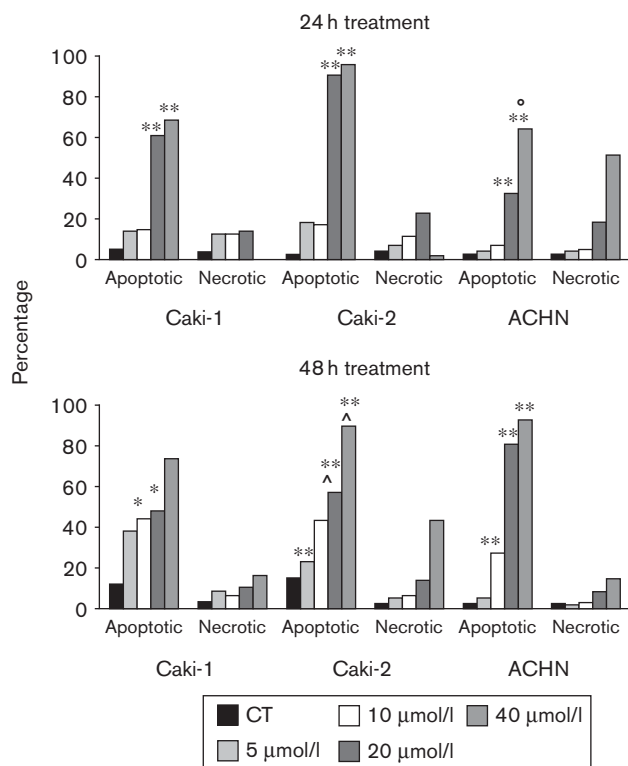 24 h treatment
100
80
60
40
20
0
** ** ** ** ** ** °
Apoptotic Necrotic Apoptotic Necrotic Apoptotic Necrotic
Caki-1 Caki-2 ACHN
Percentage
48 h treatment
100
80
60
40
20
0
* * ** ** ^ ** ^ ** ** **
Apoptotic Necrotic Apoptotic Necrotic Apoptotic Necrotic
Caki-1 Caki-2 ACHN
CT 10 μmol/l 40 μmol/l
5 μmol/l 20 μmol/l